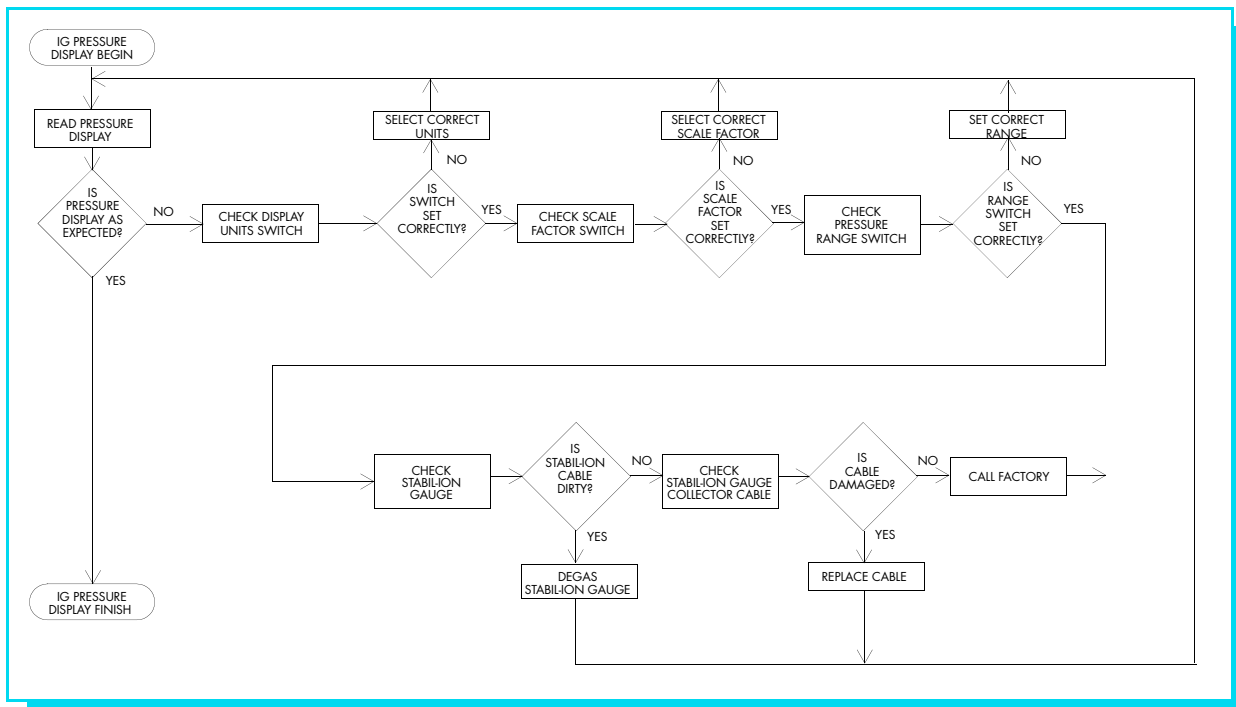 IG PRESSURE
DISPLAY BEGIN
READ PRESSURE
DISPLAY
IS
PRESSURE
DISPLAY AS
EXPECTED?
NO
YES
CHECK DISPLAY
UNITS SWITCH
SELECT CORRECT
UNITS
NO
IS
SWITCH
SET
CORRECTLY?
YES
CHECK SCALE
FACTOR SWITCH
SELECT CORRECT
SCALE FACTOR
NO
IS
SCALE
FACTOR
SET
CORRECTLY?
YES
CHECK
PRESSURE
RANGE SWITCH
SET CORRECT
RANGE
NO
IS
RANGE
SWITCH
SET
CORRECTLY?
YES
CHECK
STABIL-ION
GAUGE
IS
STABIL-ION
CABLE
DIRTY?
NO
YES
DEGAS
STABIL-ION GAUGE
CHECK
STABIL-ION GAUGE
COLLECTOR CABLE
IS
CABLE
DAMAGED?
NO
YES
REPLACE CABLE
CALL FACTORY
IG PRESSURE
DISPLAY FINISH